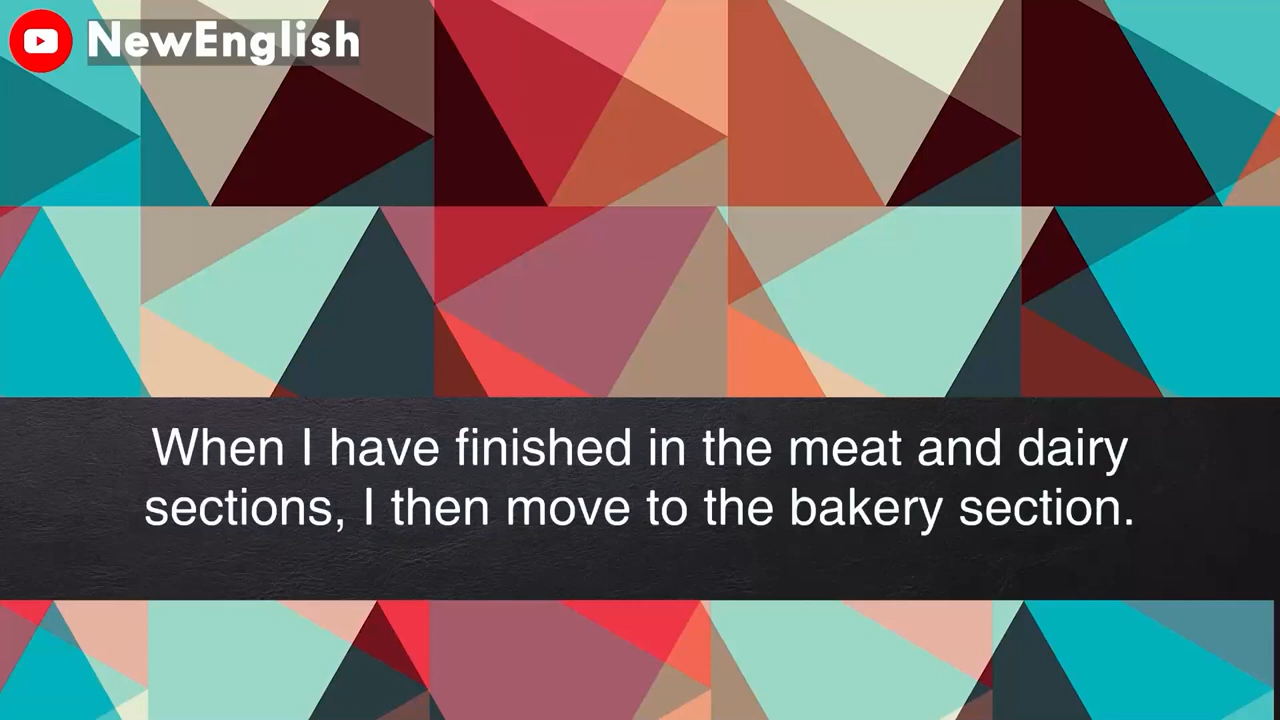 NewEnglish
When I have finished in the meat and dairy
sections, I then move to the bakery section.